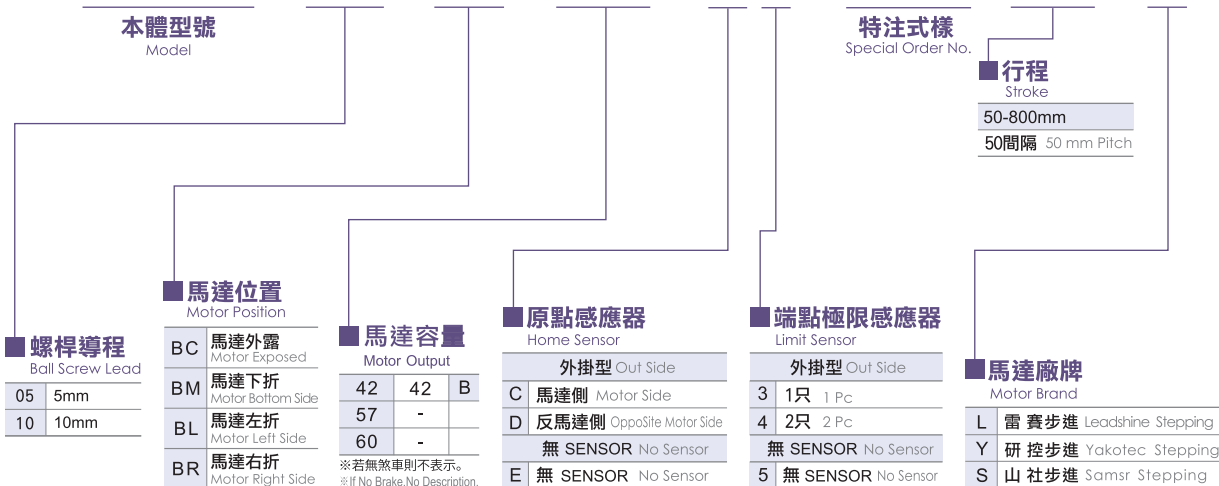 本體型號
Model
特注式樣
Special Order No.
行程
Stroke
50-800mm
50間隔 50 mm Pitch
螺桿導程
Ball Screw Lead
05 5mm
10 10mm
馬達位置
Motor Position
BC 馬達外露
Motor Exposed
BM 馬達下折
Motor Bottom Side
BL 馬達左折
Motor Left Side
BR 馬達右折
Motor Right Side
馬達容量
Motor Output
42 42 B
57 -
60 -
※若無煞車則不表示。
※If No Brake,No Description.
原點感應器
Home Sensor
外掛型 Out Side
C 馬達側 Motor Side
D 反馬達側 OppoSite Motor Side
無 SENSOR No Sensor
E 無 SENSOR No Sensor
端點極限感應器
Limit Sensor
外掛型 Out Side
3 1只 1 Pc
4 2只 2 Pc
無 SENSOR No Sensor
5 無 SENSOR No Sensor
馬達廠牌
Motor Brand
L 雷賽步進 Leadshine Stepping
Y 研控步進 Yakotec Stepping
S 山社步進 Samsr Stepping